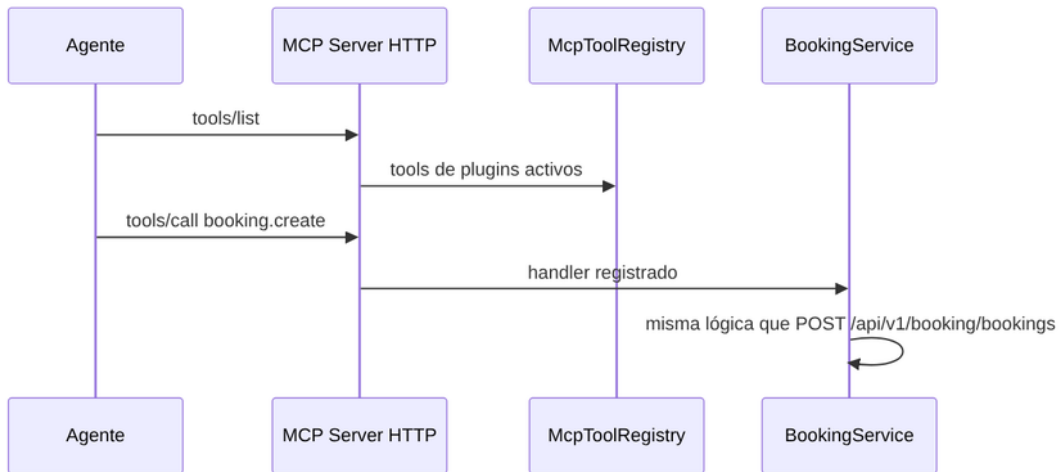 Agente
MCP Server HTTP
McpToolRegistry
BookingService
tools/list
tools de plugins activos
tools/call booking.create
handler registrado
misma lógica que POST /api/v1/booking/bookings
Agente
MCP Server HTTP
McpToolRegistry
BookingService